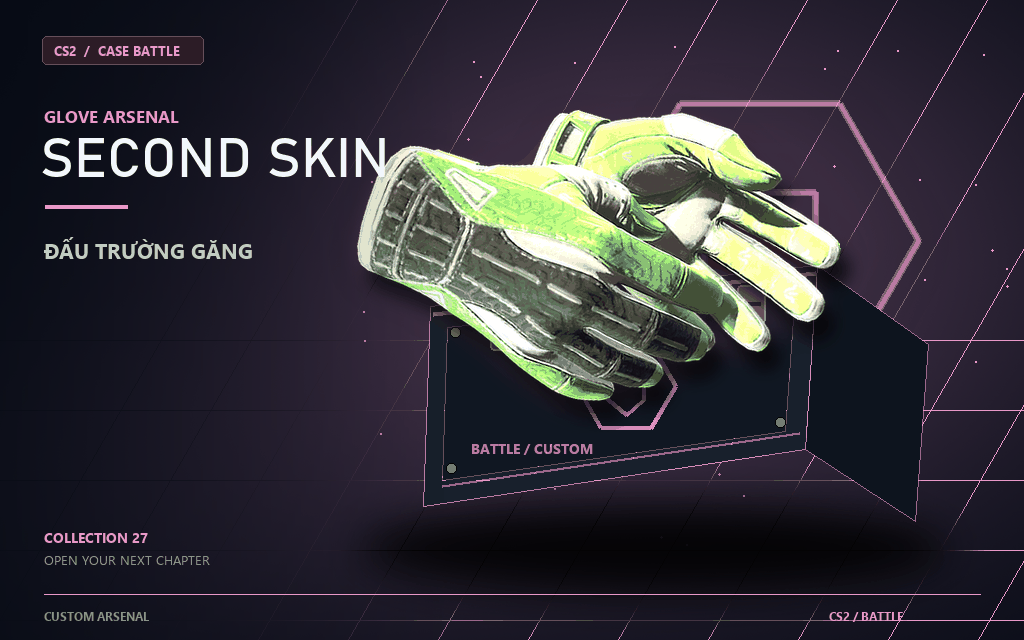 CS2 / CASE BATTLE
GLOVE ARSENAL
SECOND SKIN
ĐẤU TRƯỜNG GĂNG
BATTLE / CUSTOM
COLLECTION 27
OPEN YOUR NEXT CHAPTER
CUSTOM ARSENAL
CS2 / BATTLE